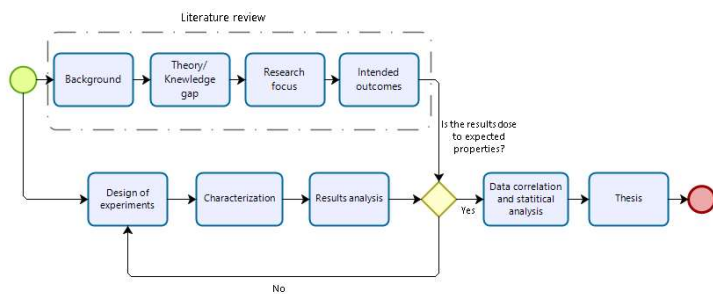 Literature review
Background
Theory/
Knewledge
gap
Research
focus
Intended
outcomes
Is the results dose
to expected
properties?
Design of
experiments
Characterization
Results analysis
Yes
Data correlation
and statitical
analysis
Thesis
No